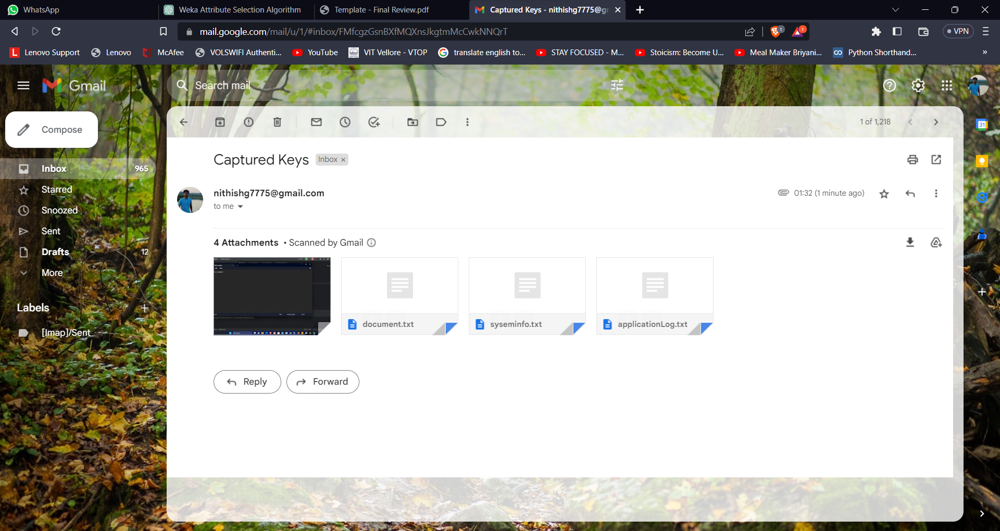 WhatsApp
Weka Attribute Selection Algorithm
Template - Final Review.pdf
Captured Keys - nithishg7775@gr
mail.google.com/mail/u/1/#inbox/FMfcgzGsnBXfMQXnsJkgtmMcCwkNNQrT
1
1
VPN
Lenovo Support
Lenovo
McAfee
VOLSWIFI Authenti...
YouTube
VIT Vellore - VTOP
translate english to...
STAY FOCUSED - M...
Stoicism: Become U...
Meal Maker Briyani...
Python Shorthand...
»
Gmail
Search mail
Compose
1 of 1,218
31
Captured Keys
Inbox ×
Inbox 965
Starred
Snoozed
Sent
Drafts 12
More
Labels
[Imap]/Sent
nithishg7775@gmail.com
01:32 (1 minute ago)
to me
4 Attachments • Scanned by Gmail
document.txt
syseminfo.txt
applicationLog.txt
Reply
Forward